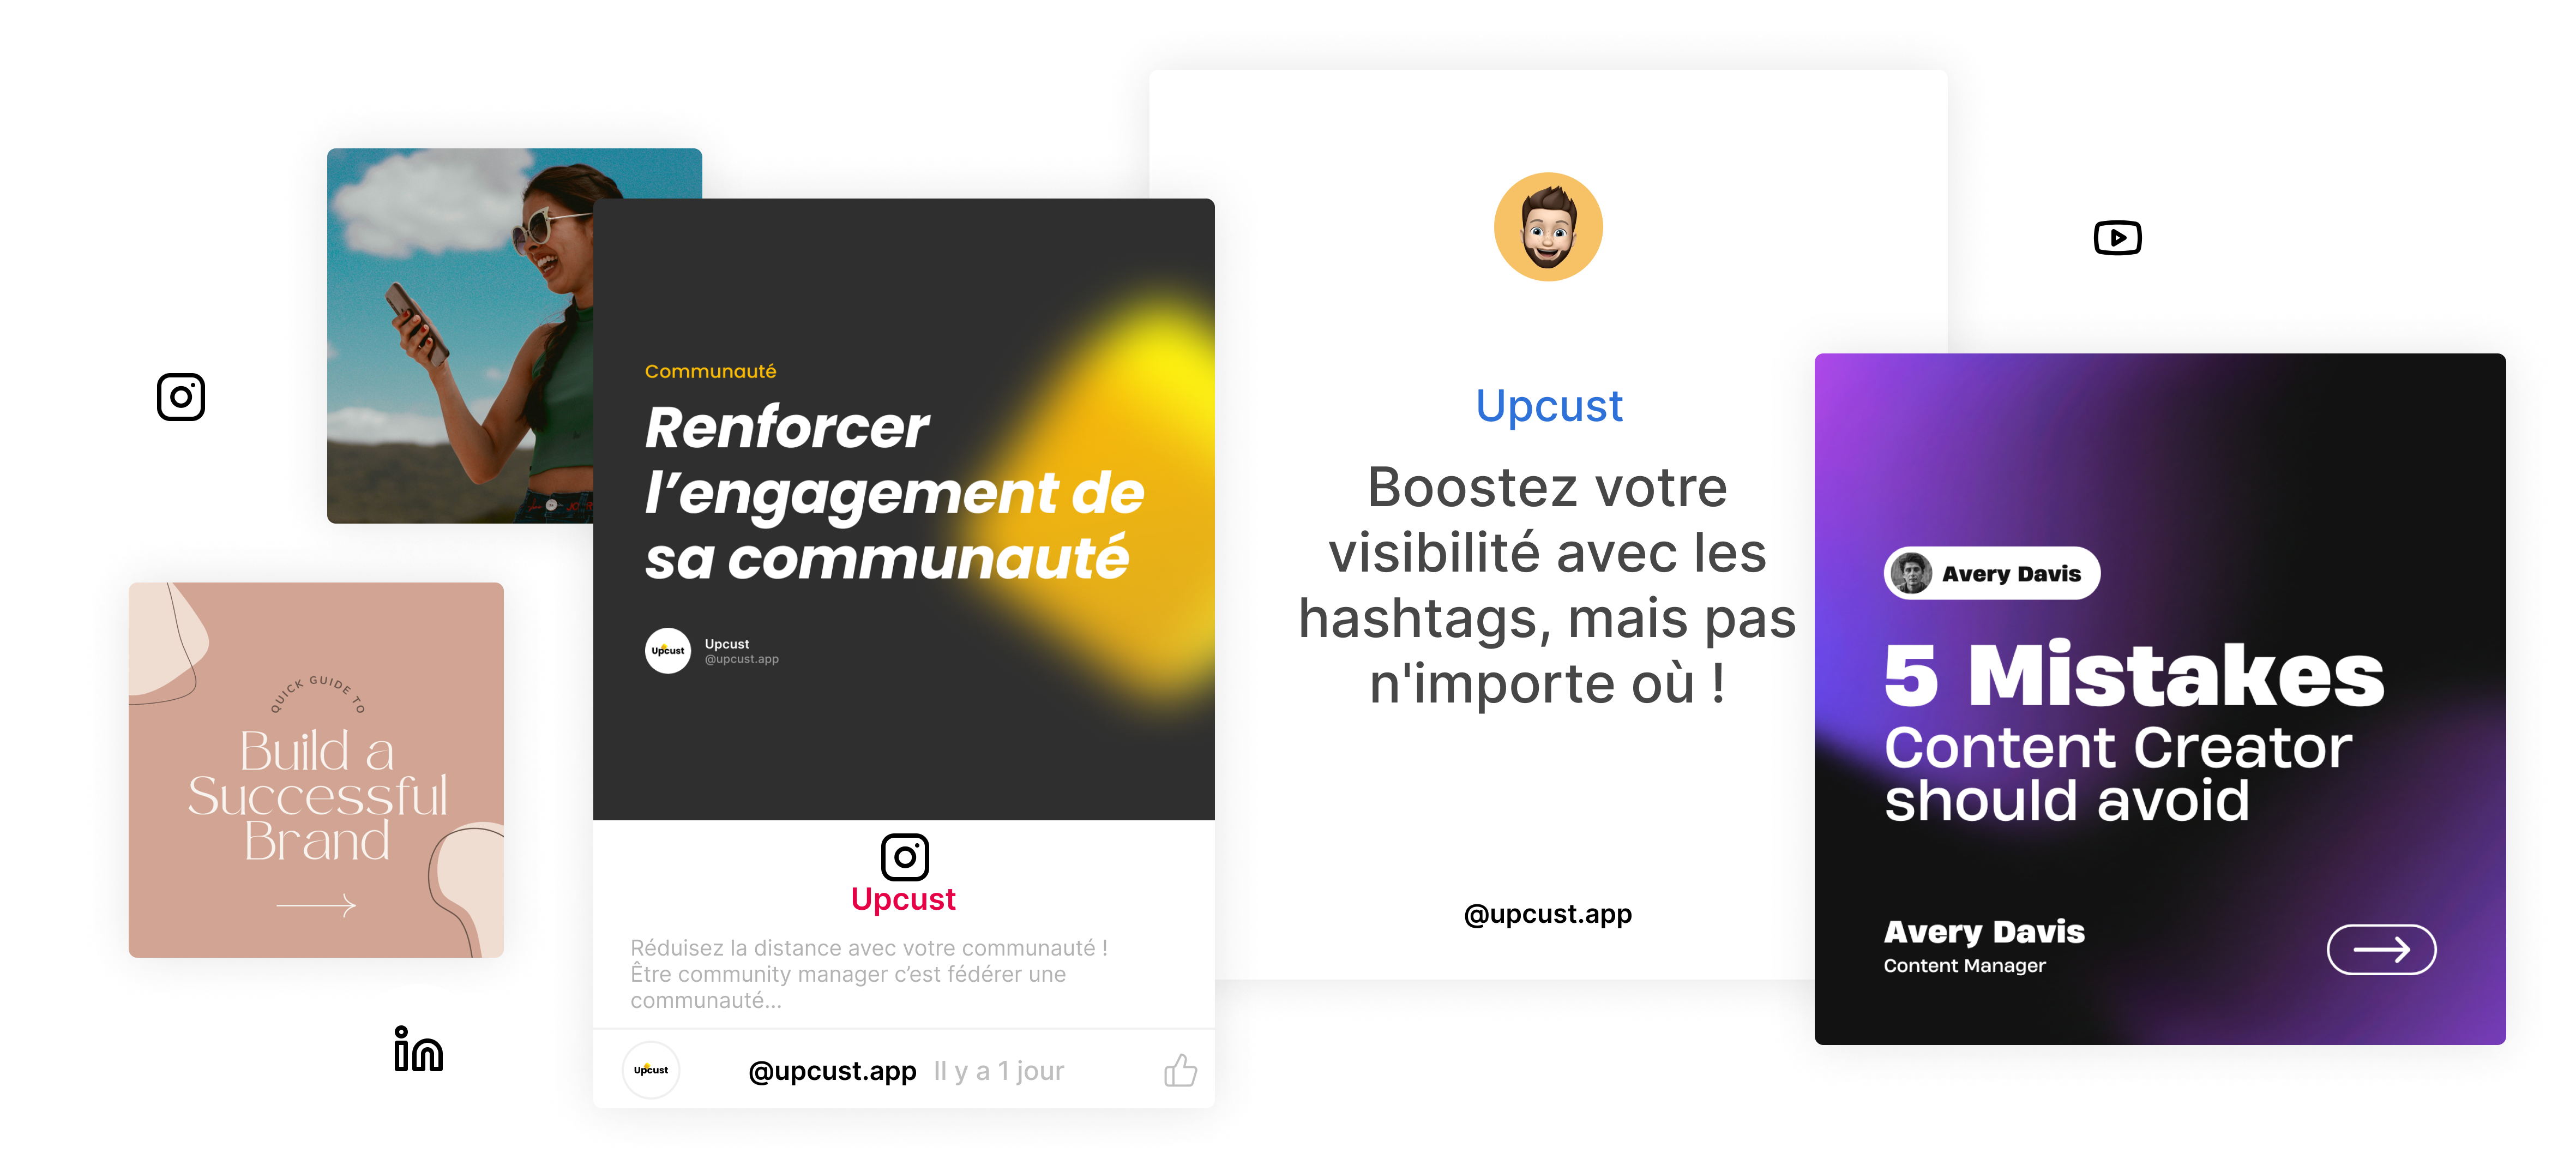 QUICK GUIDE TO
Build a
Successful
Brand
Communauté
Renforcer
l’engagement de
sa communauté
Upcust
Upcust
@upcust.app
Upcust
Réduisez la distance avec votre communauté !
Être community manager c’est fédérer une
communauté...
Upcust
@upcust.app Il y a 1 jour
Upcust
Boostez votre
visibilité avec les
hashtags, mais pas
n'importe où !
@upcust.app
Avery Davis
5 Mistakes
Content Creator
should avoid
Avery Davis
Content Manager
in